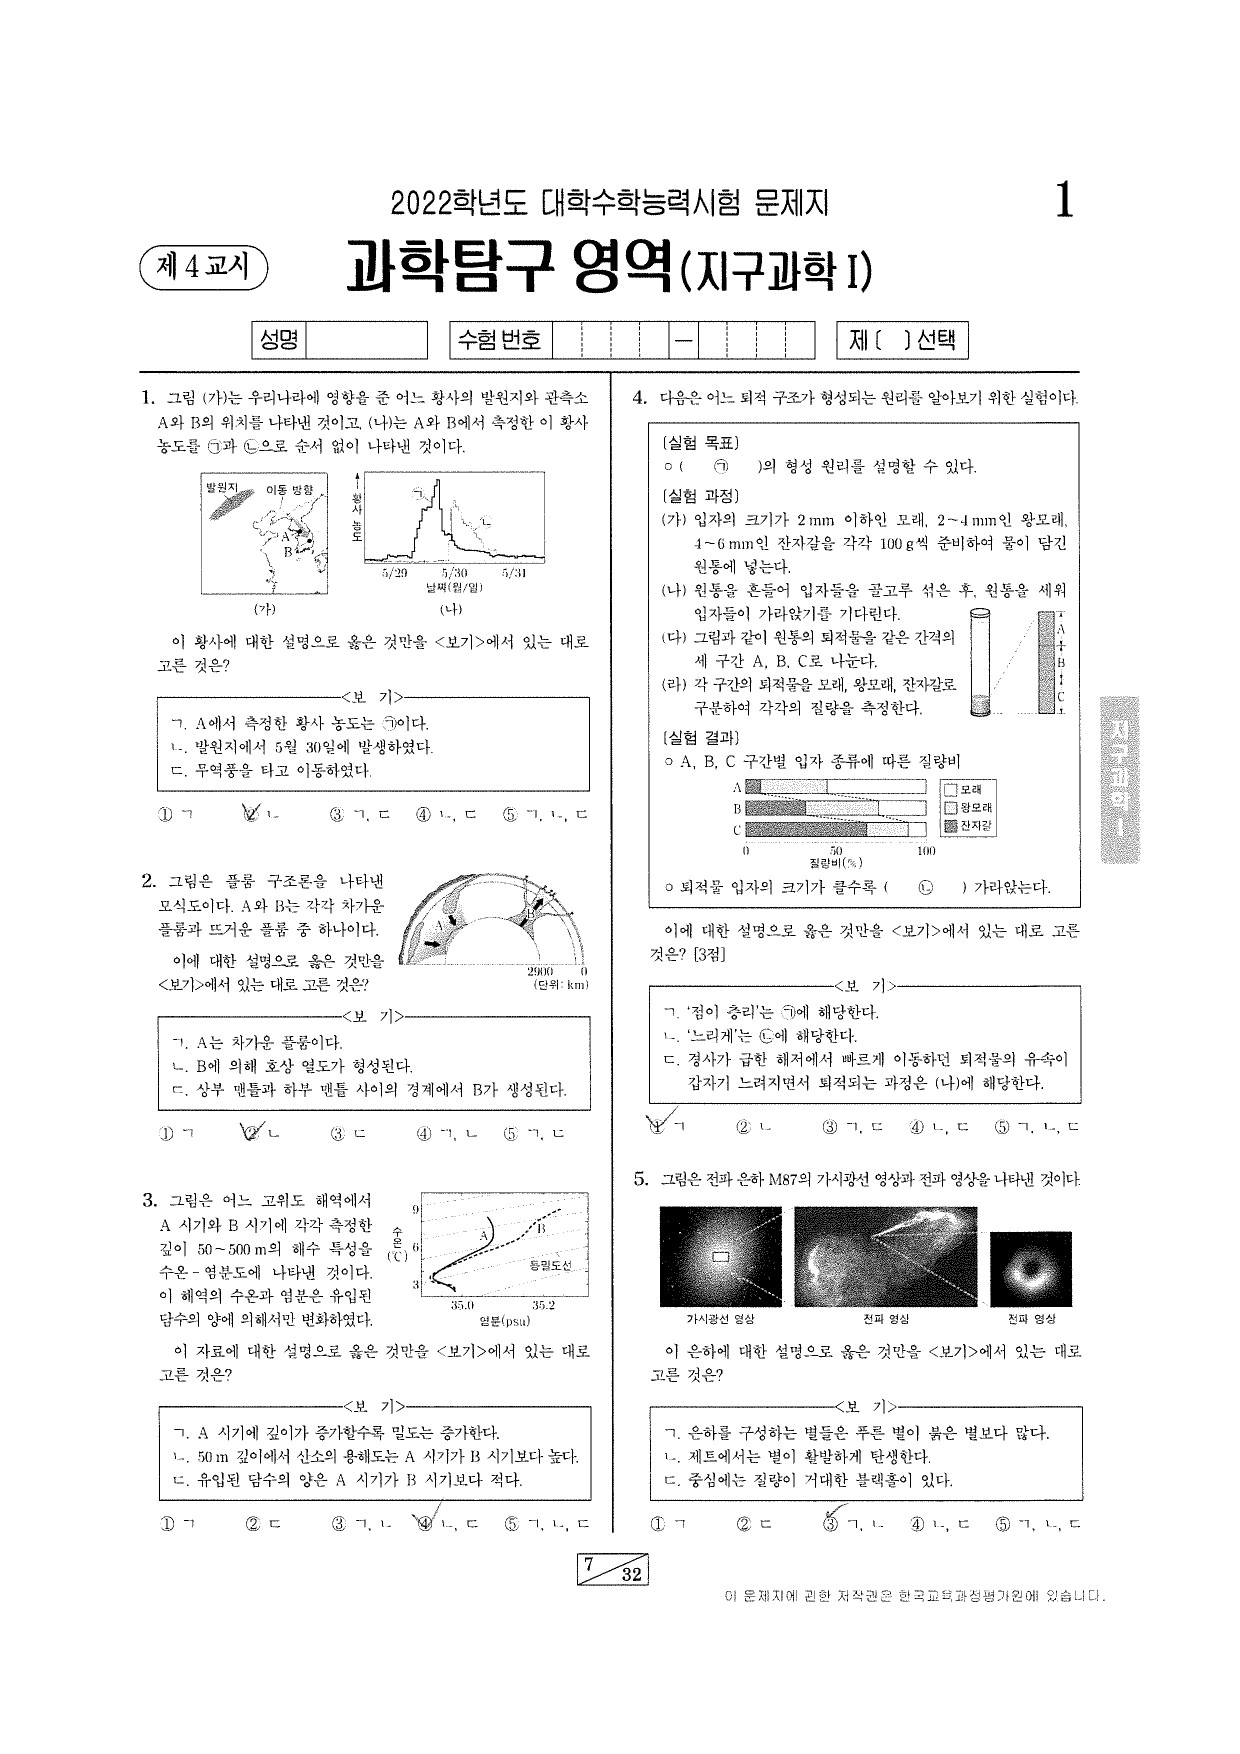 2022학년도 대학수학능력시험 문제지
1
제 4 교시
과학탐구 영역(지구과학 I)
성명
수험 번호
—
제 ( ) 선택
1. 그림 (가)는 우리나라에 영향을 준 어느 황사의 발원지와 관측소
A와 B의 위치를 나타낸 것이고, (나)는 A와 B에서 측정한 이 황사
농도를 ㉠과 ㉡으로 순서 없이 나타낸 것이다.
발원지 이동 방향
A
B
(가)
황사 농도
㉠
㉡
5/29 5/30 5/31
날짜(월/일)
(나)
이 황사에 대한 설명으로 옳은 것만을 <보기>에서 있는 대로
고른 것은?
<보 기>
ㄱ. A에서 측정한 황사 농도는 ㉠이다.
ㄴ. 발원지에서 5월 30일에 발생하였다.
ㄷ. 무역풍을 타고 이동하였다.
① ㄱ ② ㄴ ③ ㄱ, ㄷ ④ ㄴ, ㄷ ⑤ ㄱ, ㄴ, ㄷ
2. 그림은 플룸 구조론을 나타낸
모식도이다. A와 B는 각각 차가운
플룸과 뜨거운 플룸 중 하나이다.
이에 대한 설명으로 옳은 것만을
<보기>에서 있는 대로 고른 것은?
A
B
2900 0
(단위: km)
<보 기>
ㄱ. A는 차가운 플룸이다.
ㄴ. B에 의해 호상 열도가 형성된다.
ㄷ. 상부 맨틀과 하부 맨틀 사이의 경계에서 B가 생성된다.
① ㄱ ② ㄴ ③ ㄷ ④ ㄱ, ㄴ ⑤ ㄱ, ㄷ
3. 그림은 어느 고위도 해역에서
A 시기와 B 시기에 각각 측정한
깊이 50~500 m의 해수 특성을
수온-염분도에 나타낸 것이다.
이 해역의 수온과 염분은 유입된
담수의 양에 의해서만 변화하였다.
수온(℃)
9
6
3
A
B
등밀도선
35.0 35.2
염분(psu)
이 자료에 대한 설명으로 옳은 것만을 <보기>에서 있는 대로
고른 것은?
<보 기>
ㄱ. A 시기에 깊이가 증가할수록 밀도는 증가한다.
ㄴ. 50 m 깊이에서 산소의 용해도는 A 시기가 B 시기보다 높다.
ㄷ. 유입된 담수의 양은 A 시기가 B 시기보다 적다.
① ㄱ ② ㄷ ③ ㄱ, ㄴ ④ ㄴ, ㄷ ⑤ ㄱ, ㄴ, ㄷ
4. 다음은 어느 퇴적 구조가 형성되는 원리를 알아보기 위한 실험이다.
[실험 목표]
○ ( ㉠ )의 형성 원리를 설명할 수 있다.
[실험 과정]
(가) 입자의 크기가 2 mm 이하인 모래, 2~4 mm인 왕모래,
4~6 mm인 잔자갈을 각각 100 g씩 준비하여 물이 담긴
원통에 넣는다.
(나) 원통을 흔들어 입자들을 골고루 섞은 후, 원통을 세워
입자들이 가라앉기를 기다린다.
(다) 그림과 같이 원통의 퇴적물을 같은 간격의
세 구간 A, B, C로 나눈다.
(라) 각 구간의 퇴적물을 모래, 왕모래, 잔자갈로
구분하여 각각의 질량을 측정한다.
A
B
C
[실험 결과]
○ A, B, C 구간별 입자 종류에 따른 질량비
A
B
C
모래
왕모래
잔자갈
0 50 100
질량비(%)
○ 퇴적물 입자의 크기가 클수록 ( ㉡ ) 가라앉는다.
이에 대한 설명으로 옳은 것만을 <보기>에서 있는 대로 고른
것은? [3점]
<보 기>
ㄱ. ‘점이 층리’는 ㉠에 해당한다.
ㄴ. ‘느리게’는 ㉡에 해당한다.
ㄷ. 경사가 급한 해저에서 빠르게 이동하던 퇴적물의 유속이
갑자기 느려지면서 퇴적되는 과정은 (나)에 해당한다.
① ㄱ ② ㄴ ③ ㄱ, ㄷ ④ ㄴ, ㄷ ⑤ ㄱ, ㄴ, ㄷ
5. 그림은 전파 은하 M87의 가시광선 영상과 전파 영상을 나타낸 것이다.
가시광선 영상 전파 영상 전파 영상
이 은하에 대한 설명으로 옳은 것만을 <보기>에서 있는 대로
고른 것은?
<보 기>
ㄱ. 은하를 구성하는 별들은 푸른 별이 붉은 별보다 많다.
ㄴ. 제트에서는 별이 활발하게 탄생한다.
ㄷ. 중심에는 질량이 거대한 블랙홀이 있다.
① ㄱ ② ㄷ ③ ㄱ, ㄴ ④ ㄴ, ㄷ ⑤ ㄱ, ㄴ, ㄷ
지구과학 I
7
32
이 문제지에 관한 저작권은 한국교육과정평가원에 있습니다.